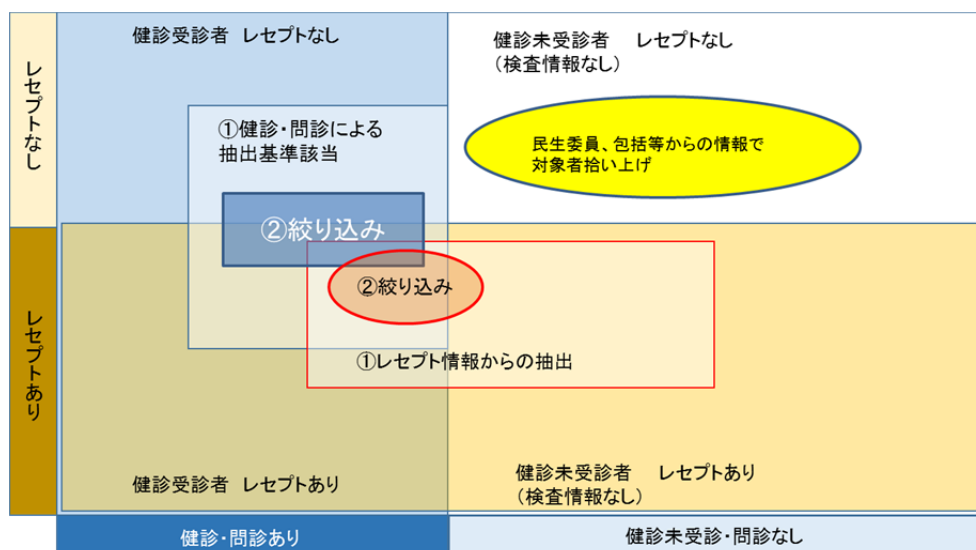 健診受診者 レセプトなし
健診未受診者 レセプトなし
(検査情報なし)
レセプトなし
①健診・問診による
抽出基準該当
民生委員、包括等からの情報で
対象者拾い上げ
②絞り込み
②絞り込み
①レセプト情報からの抽出
レセプトあり
健診受診者 レセプトあり
健診未受診者 レセプトあり
(検査情報なし)
健診・問診あり
健診未受診・問診なし